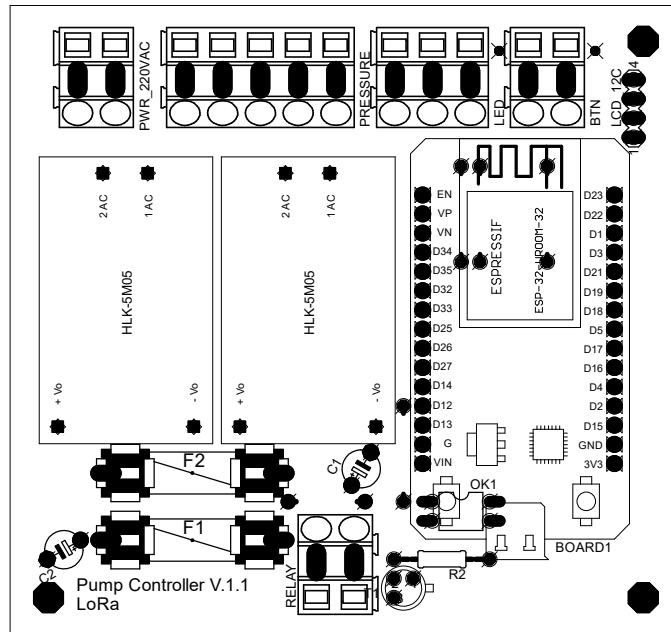 PWR_220VAC
PRESSURE
LED
BTN
LCD_12C
1
4
2 AC
1 AC
HLK-5M05
+ Vo
- Vo
2 AC
1 AC
HLK-5M05
+ Vo
- Vo
ESPRESSIF
ESP-32-WROOM-32
EN
VP
VN
D34
D35
D32
D33
D25
D26
D27
D14
D12
D13
G
VIN
D23
D22
D1
D3
D21
D19
D18
D5
D17
D16
D4
D2
D15
GND
3V3
F2
C1
OK1
F1
C2
BOARD1
RELAY
R2
Pump Controller V.1.1
LoRa